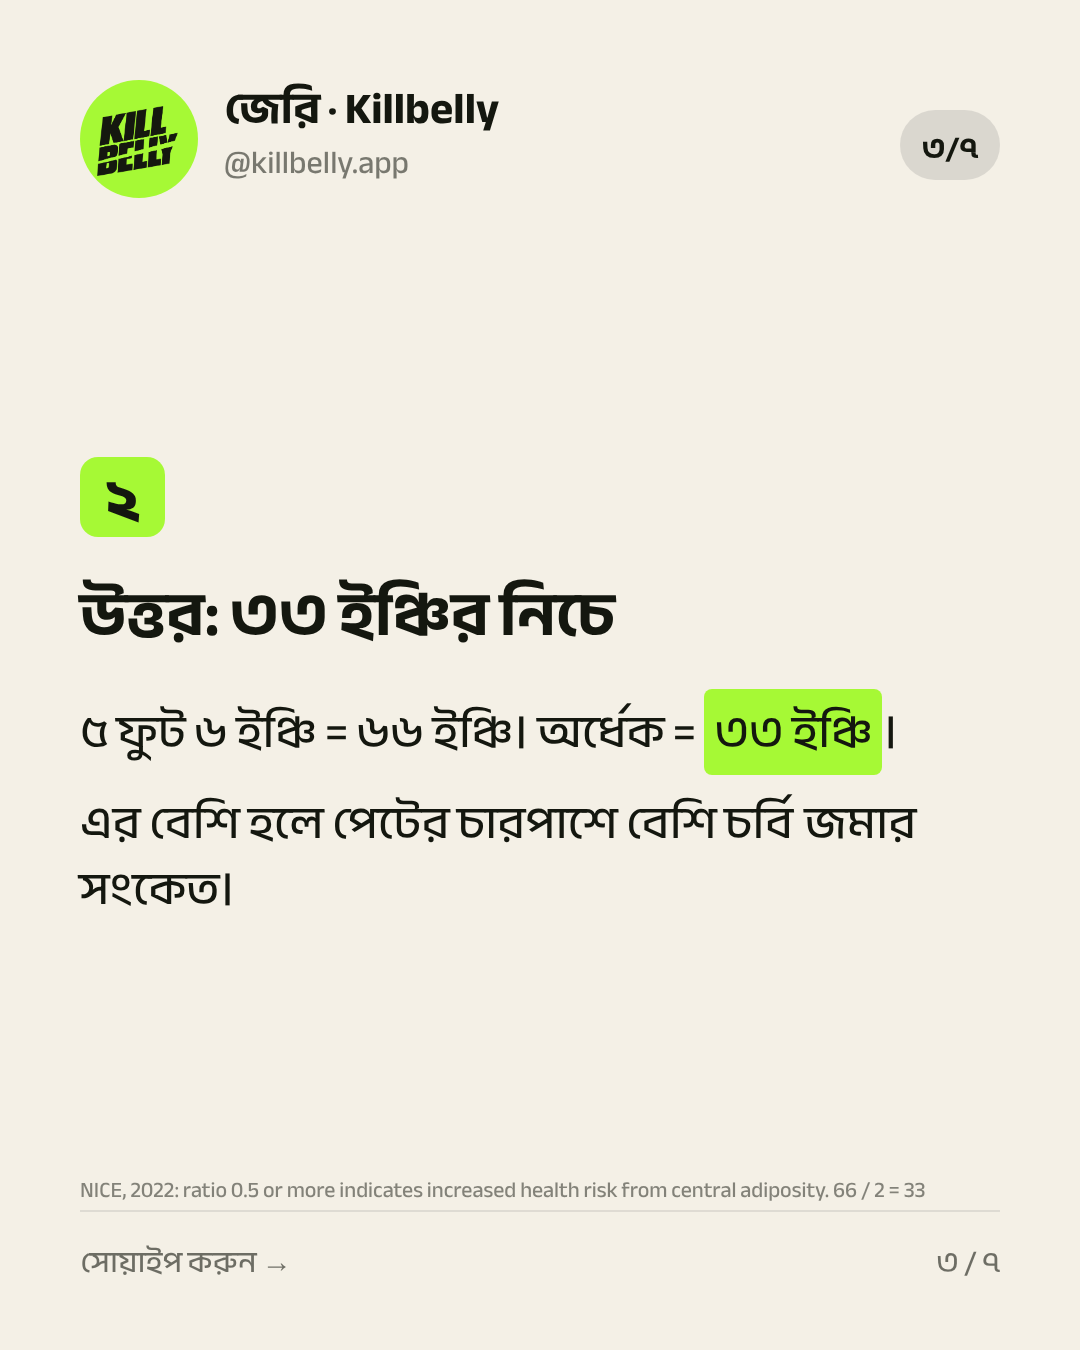 KILL
BELLY
জেরি · Killbelly
@killbelly.app
৩/৭
২
উত্তর: ৩৩ ইঞ্চির নিচে
৫ ফুট ৬ ইঞ্চি = ৬৬ ইঞ্চি। অর্ধেক = ৩৩ ইঞ্চি।
এর বেশি হলে পেটের চারপাশে বেশি চর্বি জমার
সংকেত।
NICE, 2022: ratio 0.5 or more indicates increased health risk from central adiposity. 66 / 2 = 33
সোয়াইপ করুন →
৩ / ৭